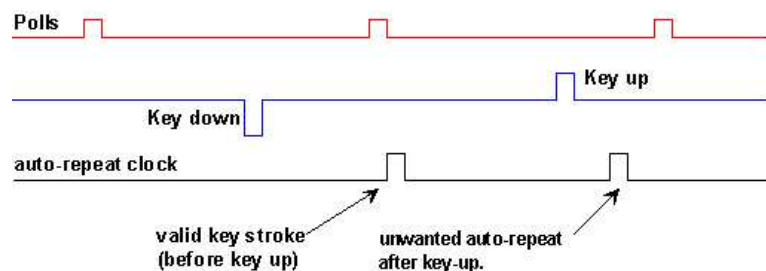 Polls
Key up
Key down
auto-repeat clock
valid key stroke
(before key up)
unwanted auto-repeat
after key-up.